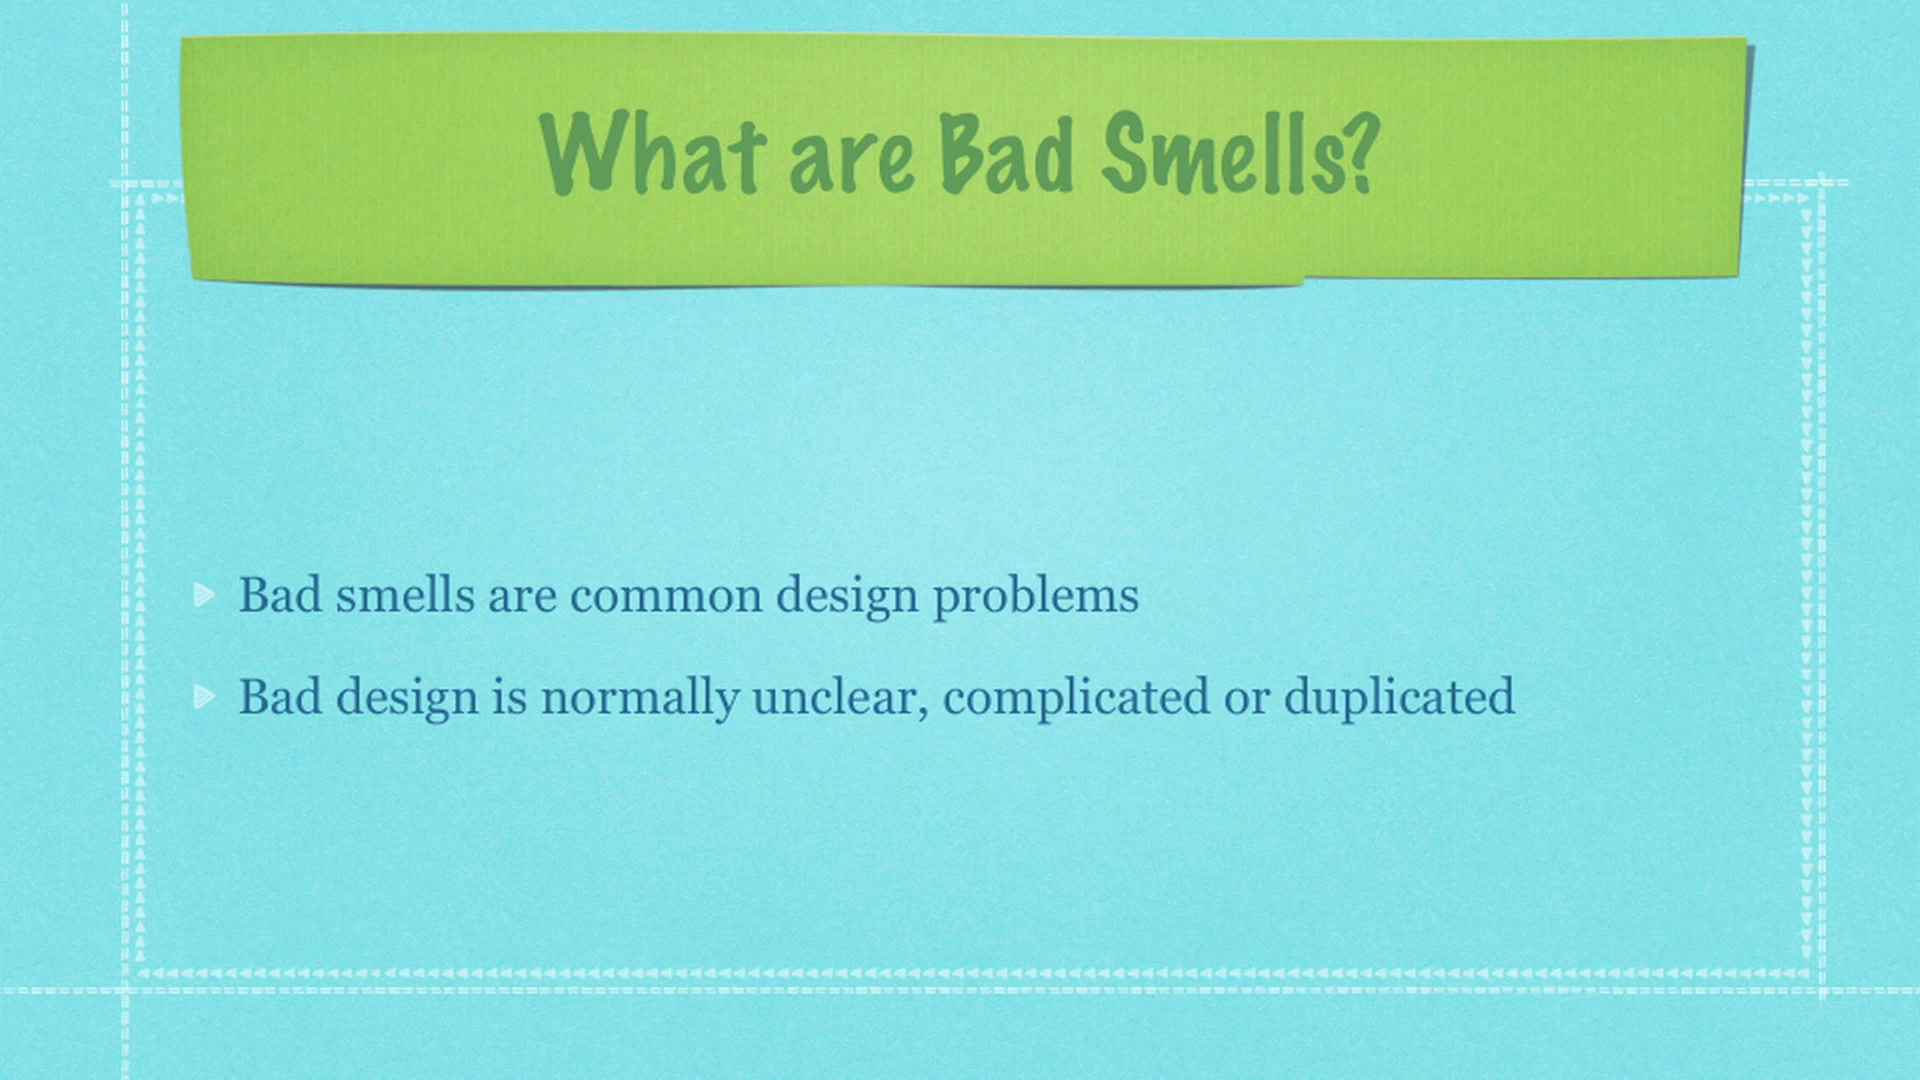 What are Bad Smells?
Bad smells are common design problems
Bad design is normally unclear, complicated or duplicated